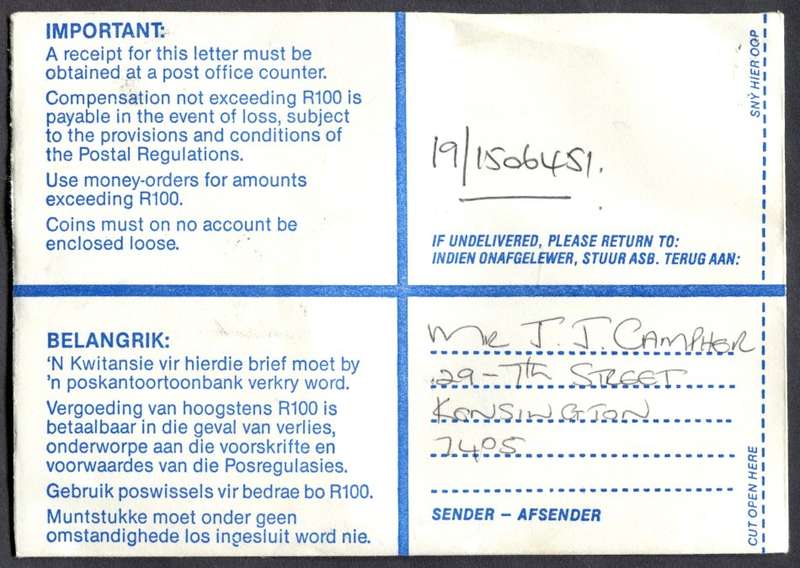 IMPORTANT:
A receipt for this letter must be
obtained at a post office counter.
Compensation not exceeding R100 is
payable in the event of loss, subject
to the provisions and conditions of
the Postal Regulations.
Use money-orders for amounts
exceeding R100.
Coins must on no account be
enclosed loose.
19/1506451.
IF UNDELIVERED, PLEASE RETURN TO:
INDIEN ONAFGELEWER, STUUR ASB. TERUG AAN:
SNY HIER OOP
BELANGRIK:
'N Kwitansie vir hierdie brief moet by
'n poskantoortoonbank verkry word.
Vergoeding van hoogstens R100 is
betaalbaar in die geval van verlies,
onderworpe aan die voorskrifte en
voorwaardes van die Posregulasies.
Gebruik poswissels vir bedrae bo R100.
Muntstukke moet onder geen
omstandighede los ingesluit word nie.
MR J. J. CAMPHER
29-7th STREET
KENSINGTON
7405
SENDER – AFSENDER
CUT OPEN HERE